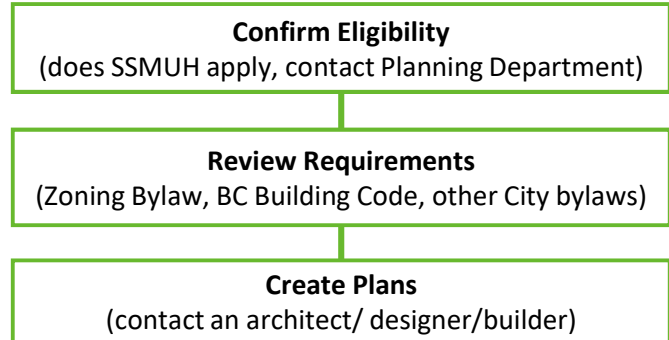 Confirm Eligibility
(does SSMUH apply, contact Planning Department)
Review Requirements
(Zoning Bylaw, BC Building Code, other City bylaws)
Create Plans
(contact an architect/ designer/builder)